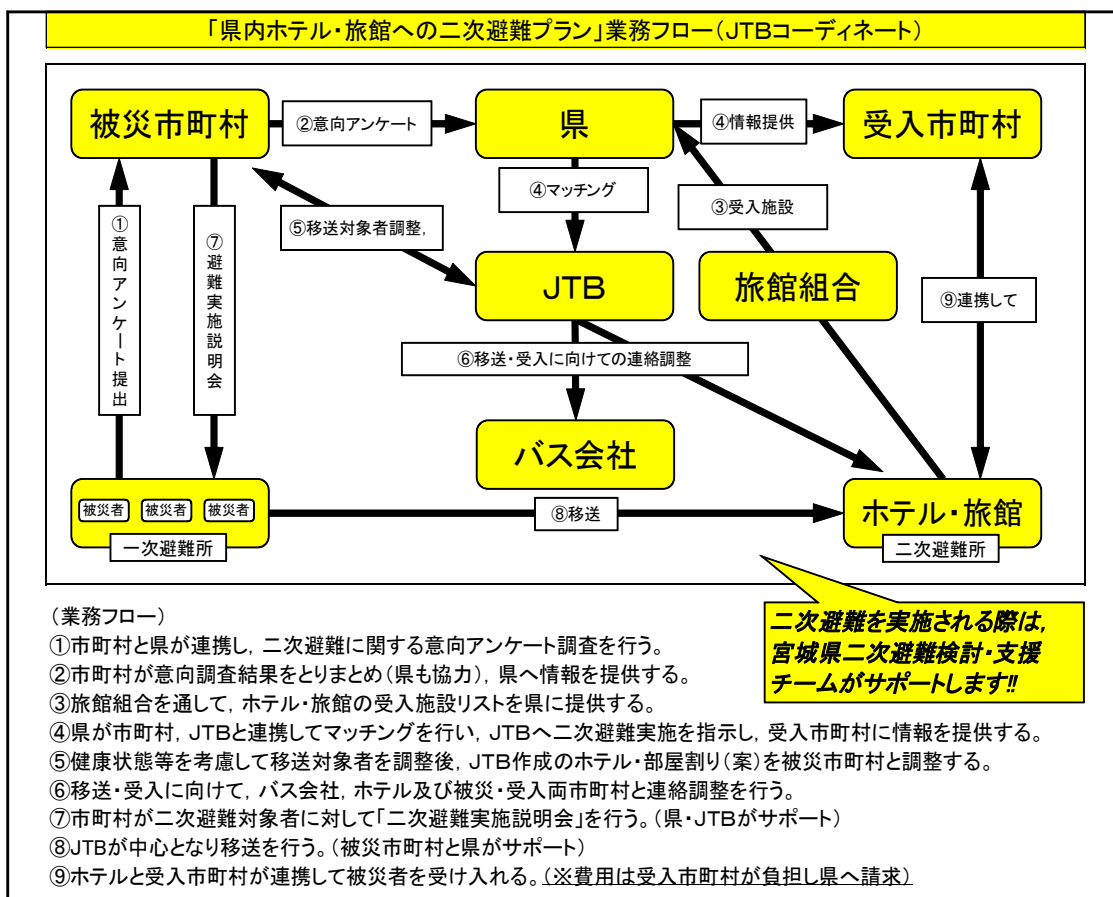 「県内ホテル・旅館への二次避難プラン」業務フロー(JTBコーディネート)
被災市町村
②意向アンケート
県
④情報提供
受入市町村
④マッチング
③受入施設
①意向アンケート提出
⑦避難実施説明会
⑤移送対象者調整,
JTB
旅館組合
⑨連携して
⑥移送・受入に向けての連絡調整
バス会社
被災者 被災者 被災者
一次避難所
⑧移送
ホテル・旅館
二次避難所
二次避難を実施される際は,
宮城県二次避難検討・支援
チームがサポートします!!
(業務フロー)
①市町村と県が連携し,二次避難に関する意向アンケート調査を行う。
②市町村が意向調査結果をとりまとめ(県も協力),県へ情報を提供する。
③旅館組合を通して,ホテル・旅館の受入施設リストを県に提供する。
④県が市町村,JTBと連携してマッチングを行い,JTBへ二次避難実施を指示し,受入市町村に情報を提供する。
⑤健康状態等を考慮して移送対象者を調整後,JTB作成のホテル・部屋割り(案)を被災市町村と調整する。
⑥移送・受入に向けて,バス会社,ホテル及び被災・受入両市町村と連絡調整を行う。
⑦市町村が二次避難対象者に対して「二次避難実施説明会」を行う。(県・JTBがサポート)
⑧JTBが中心となり移送を行う。(被災市町村と県がサポート)
⑨ホテルと受入市町村が連携して被災者を受け入れる。(※費用は受入市町村が負担し県へ請求)